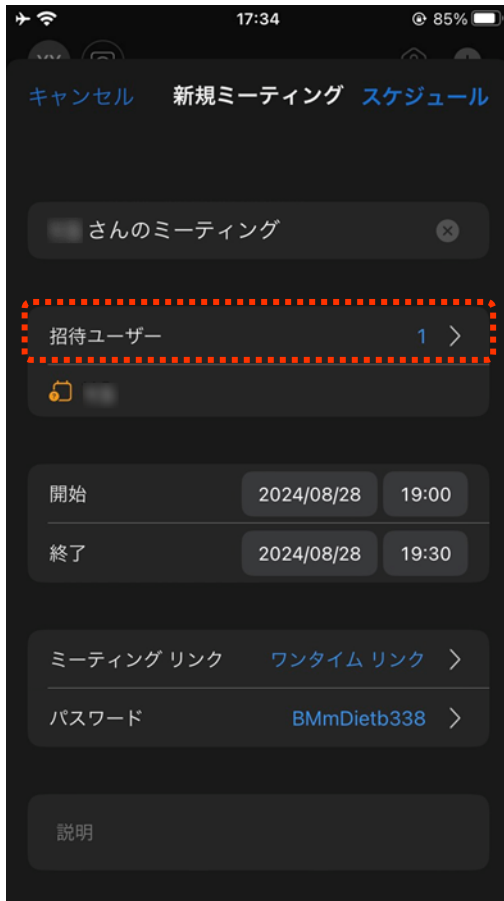 17:34
85%
キャンセル 新規ミーティング スケジュール
さんのミーティング
招待ユーザー 1
開始 2024/08/28 19:00
終了 2024/08/28 19:30
ミーティング リンク ワンタイム リンク
パスワード BMmDietb338
説明